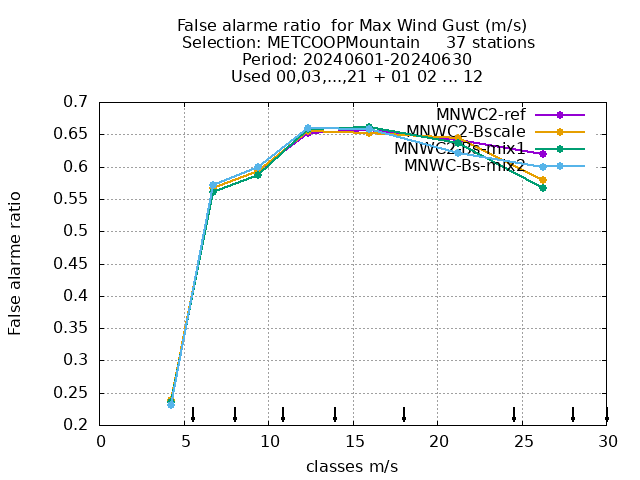 False alarme ratio  for Max Wind Gust (m/s)
Selection: METCOOPMountain     37 stations
Period: 20240601-20240630
Used 00,03,...,21 + 01 02 ... 12
MNWC2-ref
MNWC2-Bscale
MNWC2-Bs-mix1
MNWC-Bs-mix2
0.7
0.65
0.6
0.55
0.5
0.45
0.4
0.35
0.3
0.25
0.2
False alarme ratio
0 5 10 15 20 25 30
classes m/s